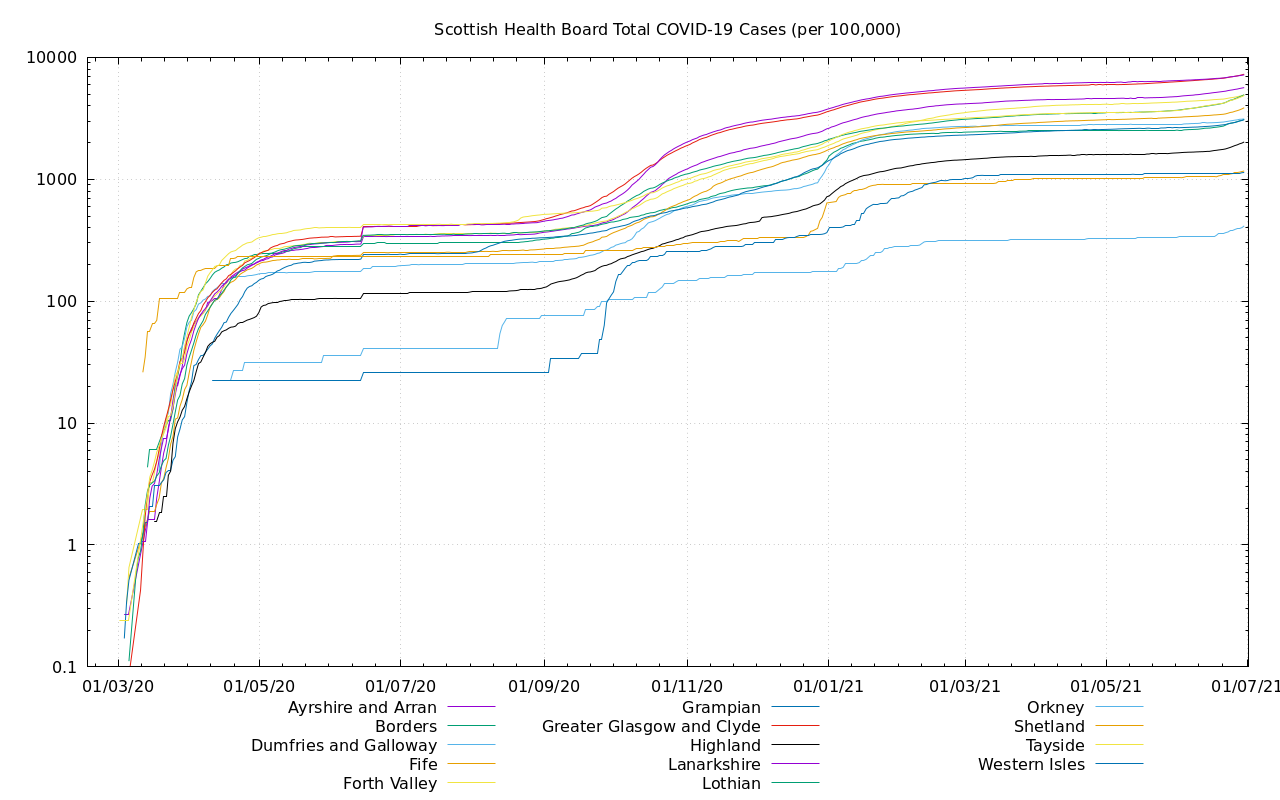 Scottish Health Board Total COVID-19 Cases (per 100,000)
10000
1000
100
10
1
0.1
01/03/20 01/05/20 01/07/20 01/09/20 01/11/20 01/01/21 01/03/21 01/05/21 01/07/21
Ayrshire and Arran Grampian Orkney
Borders Greater Glasgow and Clyde Shetland
Dumfries and Galloway Highland Tayside
Fife Lanarkshire Western Isles
Forth Valley Lothian